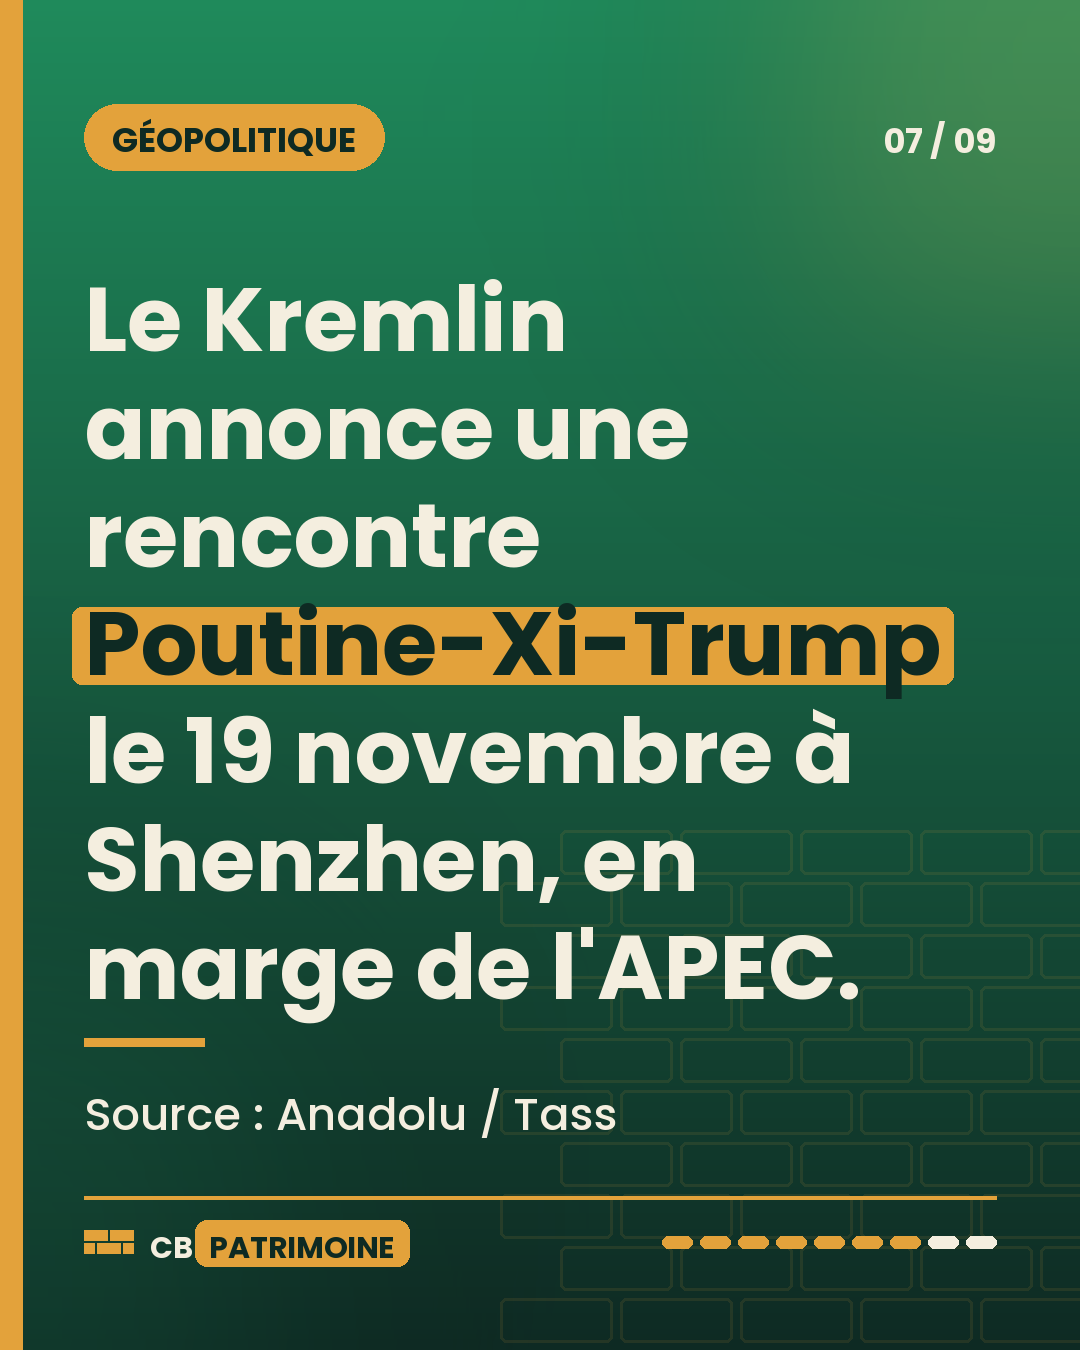 GÉOPOLITIQUE
07 / 09
Le Kremlin
annonce une
rencontre
Poutine–Xi–Trump
le 19 novembre à
Shenzhen, en
marge de l'APEC.
Source : Anadolu / Tass
CB PATRIMOINE